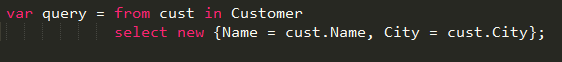 var query = from cust in Customer
select new {Name = cust.Name, City = cust.City};